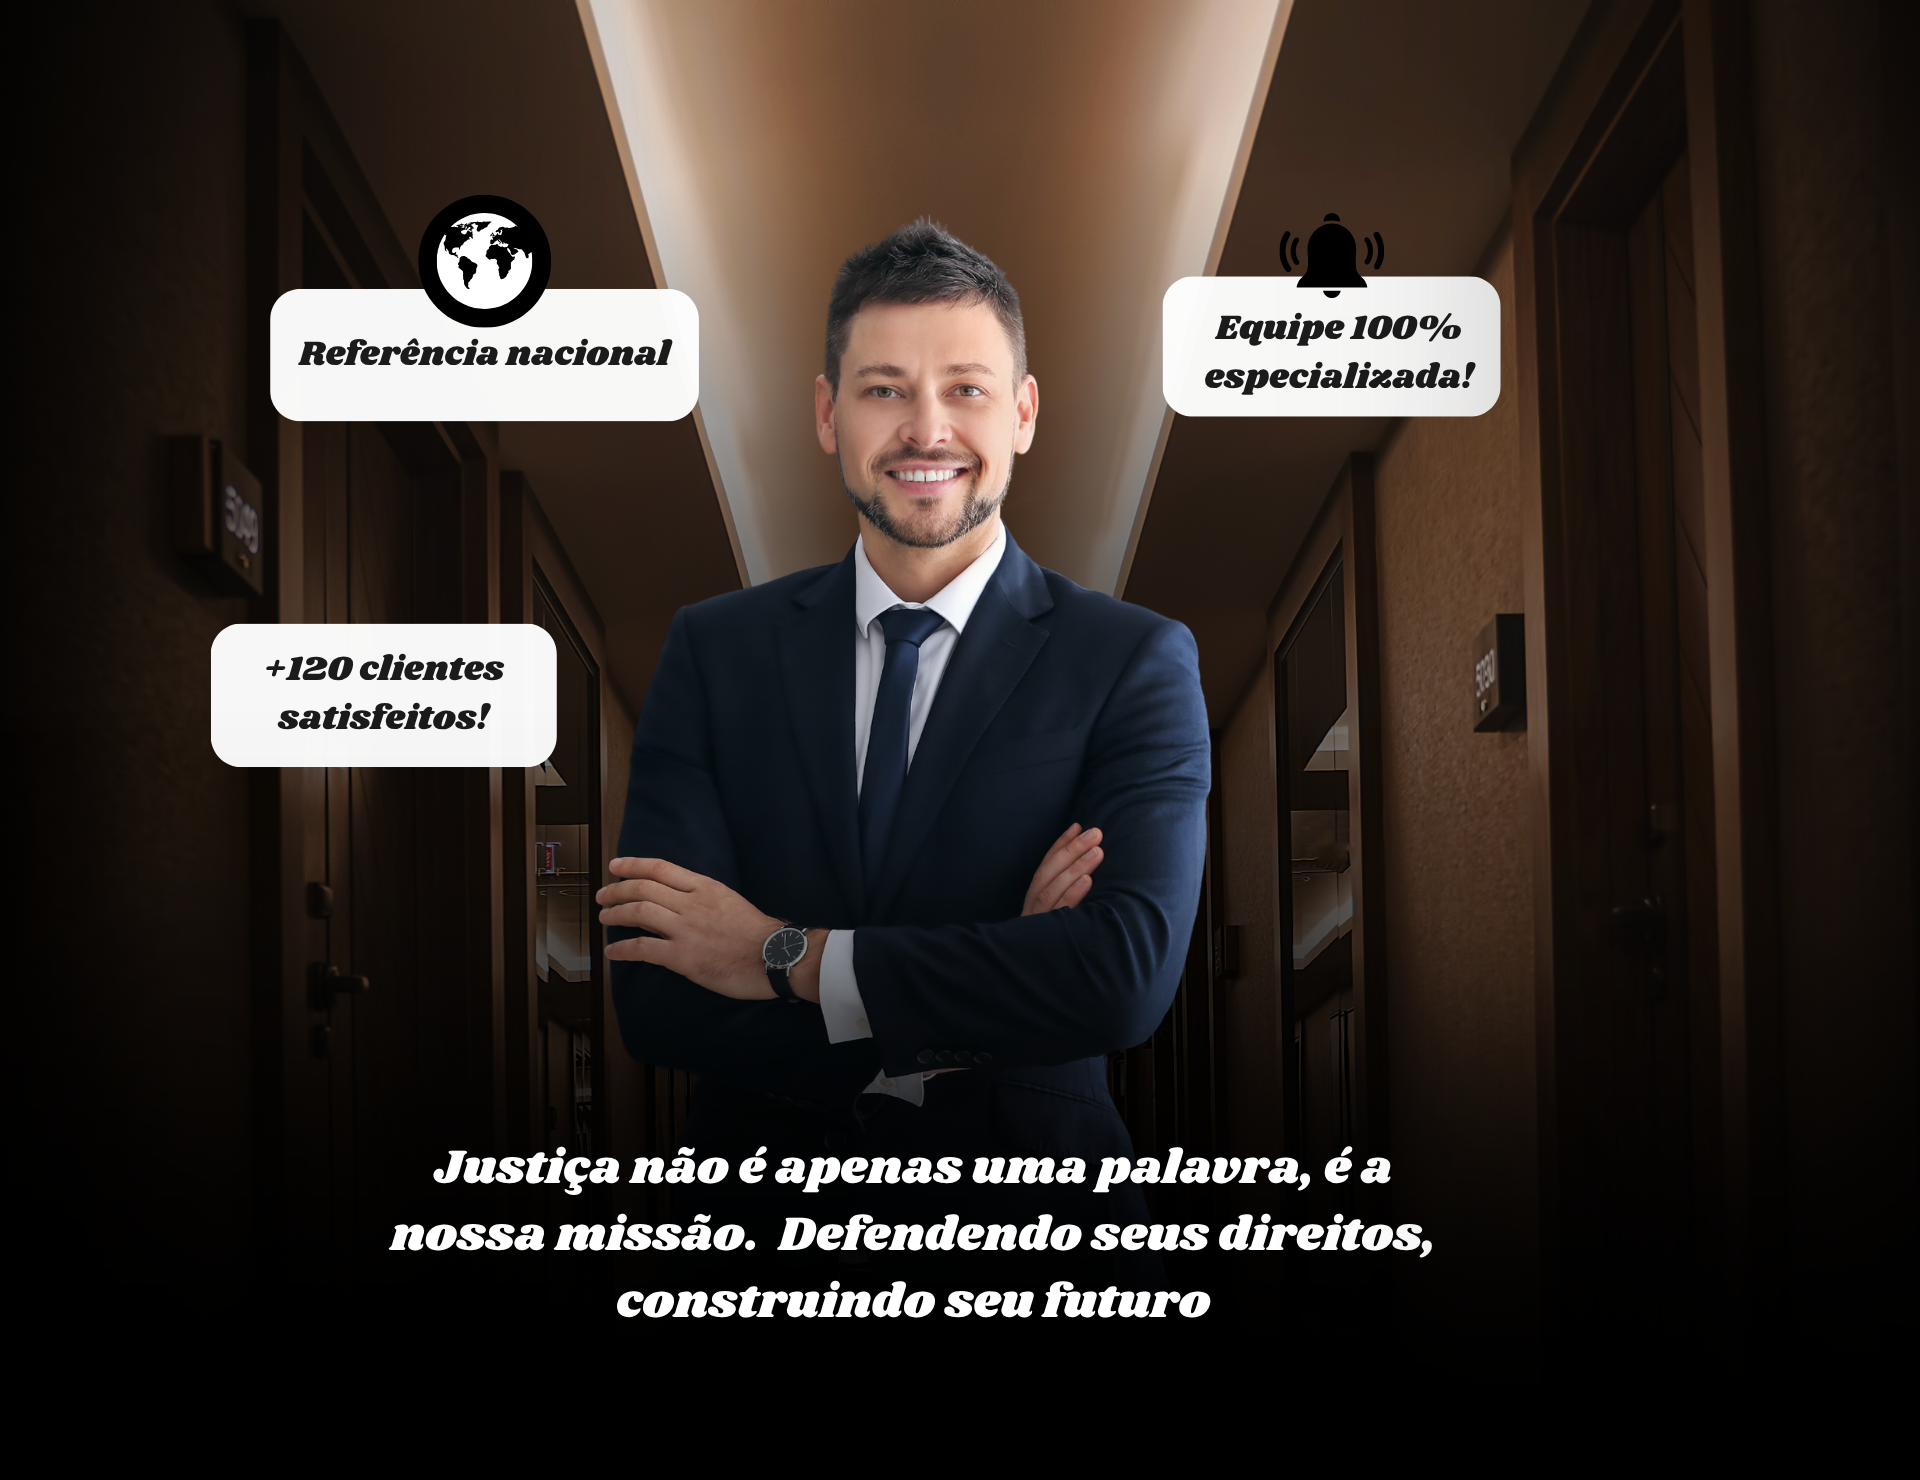 Referência nacional
Equipe 100%
especializada!
+120 clientes
satisfeitos!
5030
Justiça não é apenas uma palavra, é a
nossa missão. Defendendo seus direitos,
construindo seu futuro